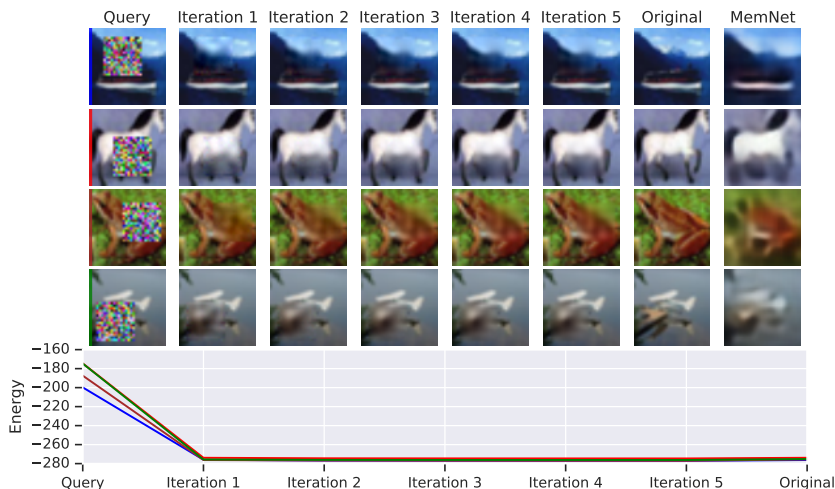 Query Iteration 1 Iteration 2 Iteration 3 Iteration 4 Iteration 5 Original MemNet
Energy
−160
−180
−200
−220
−240
−260
−280
Query Iteration 1 Iteration 2 Iteration 3 Iteration 4 Iteration 5 Original